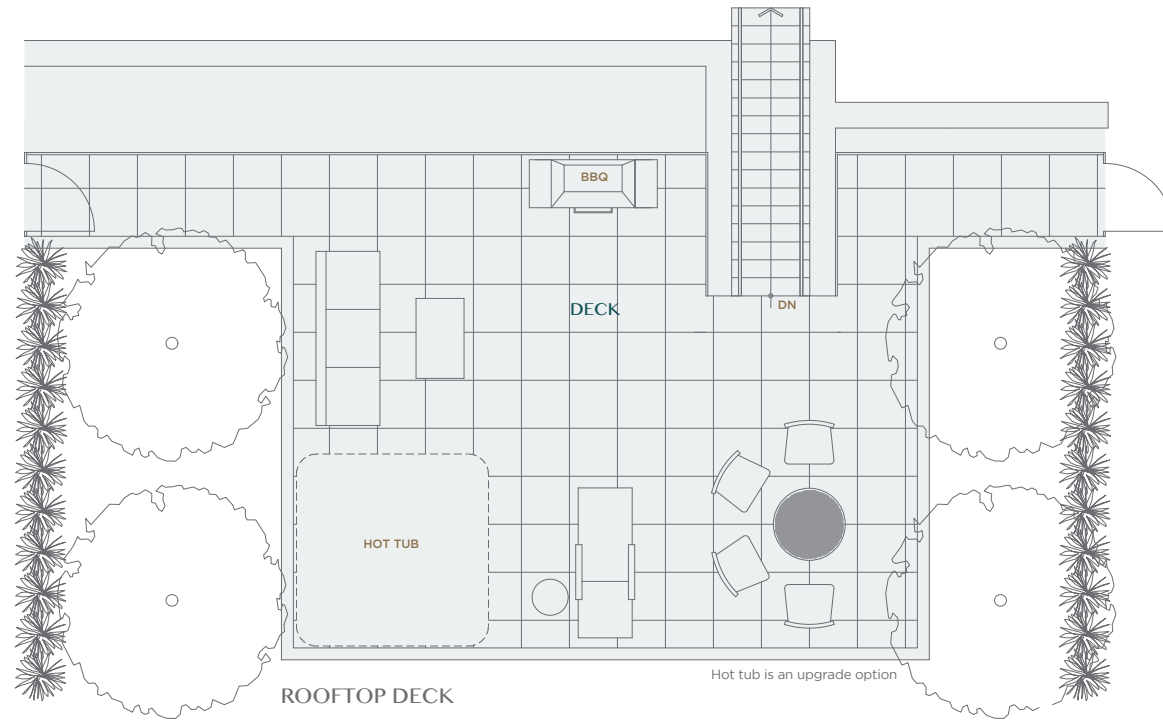 BBQ
DECK
DN
HOT TUB
Hot tub is an upgrade option
ROOFTOP DECK